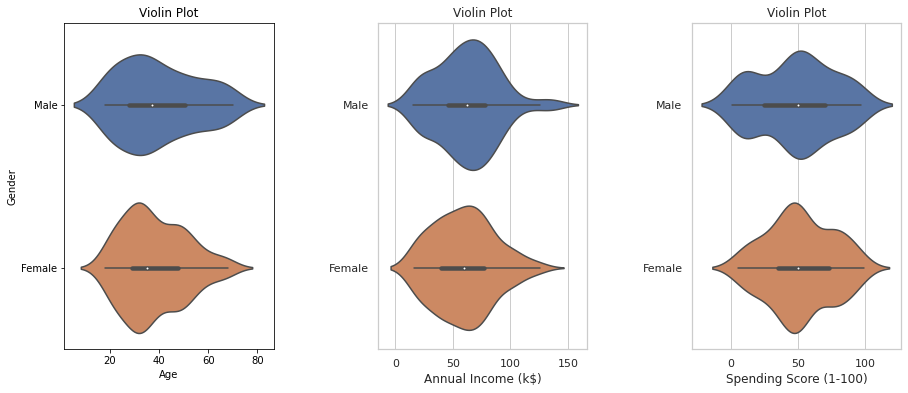 Violin Plot
Gender
Male
Female
20 40 60 80
Age
Violin Plot
Male
Female
0 50 100 150
Annual Income (k$)
Violin Plot
Male
Female
0 50 100
Spending Score (1-100)